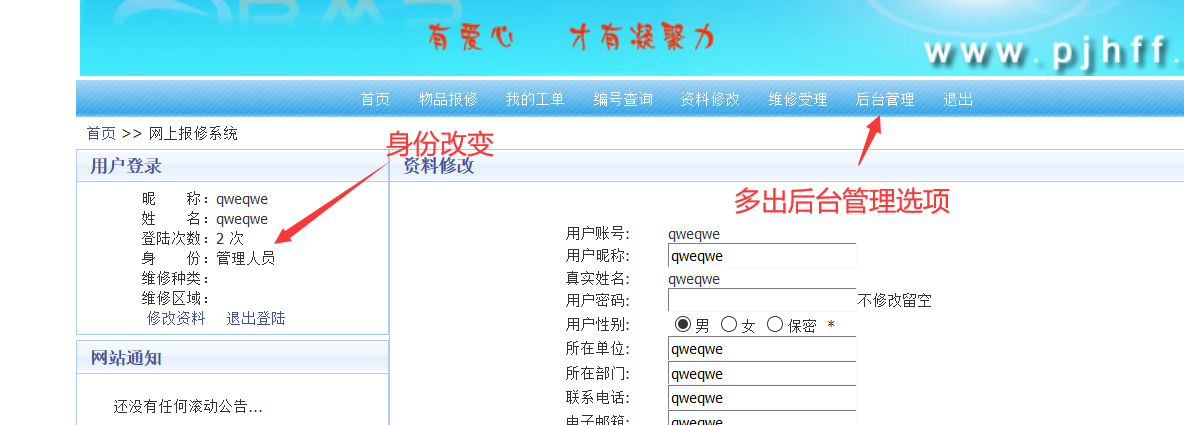 有爱心 才有凝聚力
www.pjhff.
首页 物品报修 我的工单 编号查询 资料修改 维修受理 后台管理 退出
首页 >> 网上报修系统
身份改变
用户登录
昵 称：qweqwe
姓 名：qweqwe
登陆次数：2 次
身 份：管理人员
维修种类：
维修区域：
修改资料 退出登陆
网站通知
还没有任何滚动公告...
资料修改
多出后台管理选项
用户账号: qweqwe
用户昵称: qweqwe
真实姓名: qweqwe
用户密码: 不修改留空
用户性别: 男 女 保密 *
所在单位: qweqwe
所在部门: qweqwe
联系电话: qweqwe
电子邮箱: qweqwe